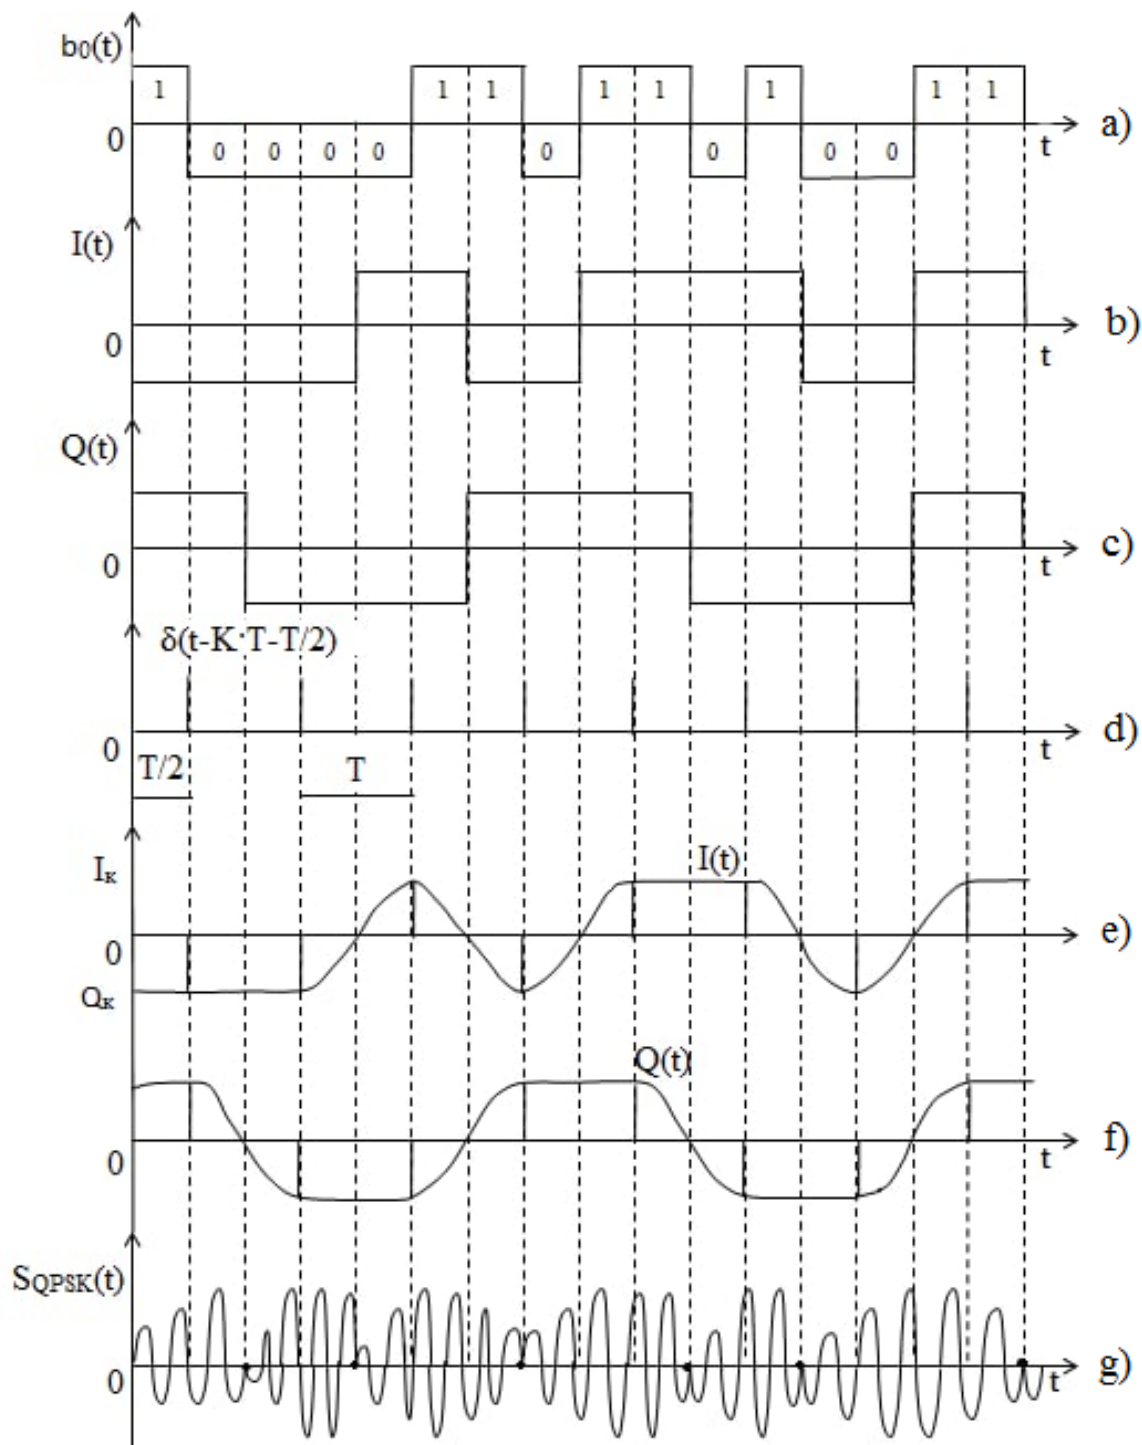 b0(t)
1 1 1 1 1 1 1 1
0 t a)
0 0 0 0 0 0 0 0
I(t)
0 t b)
Q(t)
0 t c)
δ(t-K·T-T/2)
0 t d)
T/2 T
Iк I(t)
0 e)
Qк
Q(t)
0 t f)
SQPSK(t)
0 t g)